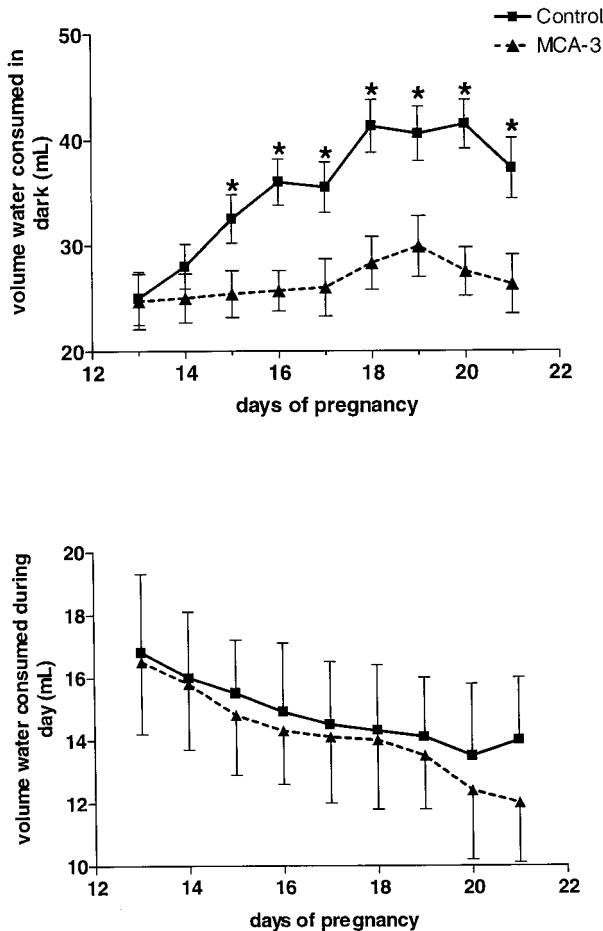 Control
MCA-3
volume water consumed in
dark (mL)
50
40
30
20
* * * * * * *
12 14 16 18 20 22
days of pregnancy
volume water consumed during
day (mL)
20
18
16
14
12
10
12 14 16 18 20 22
days of pregnancy